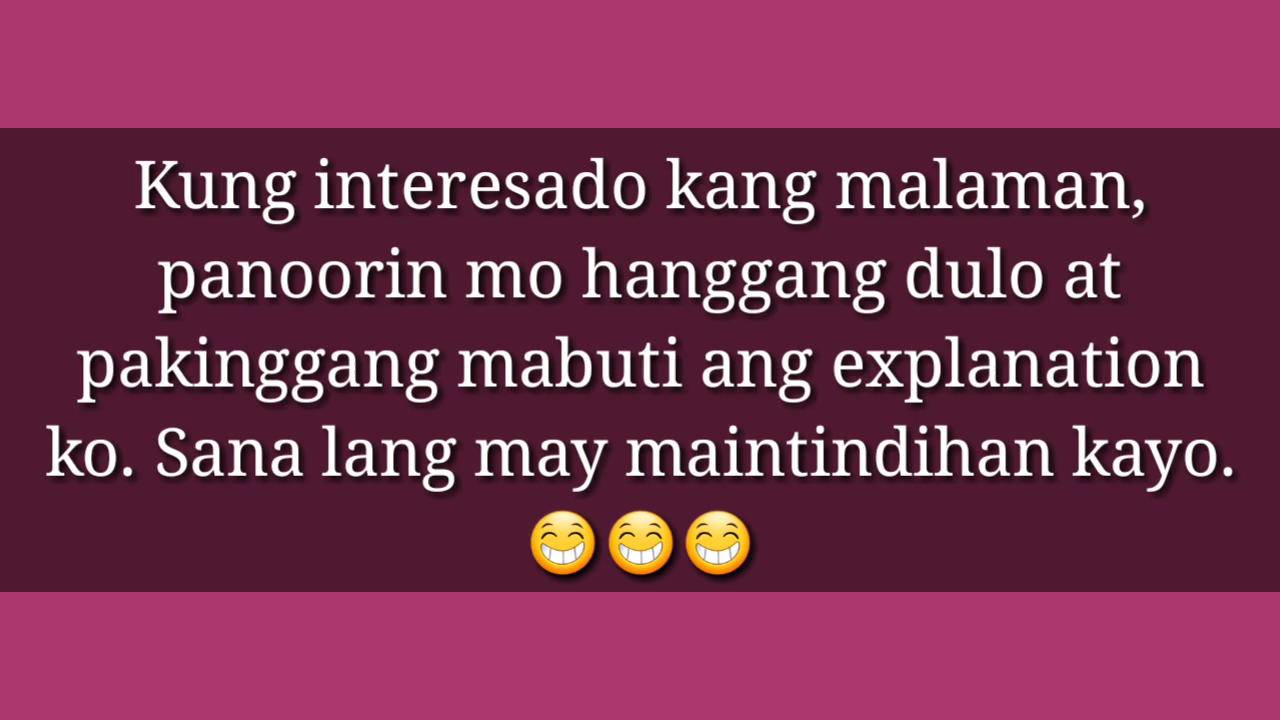 Kung interesado kang malaman,
panoorin mo hanggang dulo at
pakinggang mabuti ang explanation
ko. Sana lang may maintindihan kayo.
😁😁😁